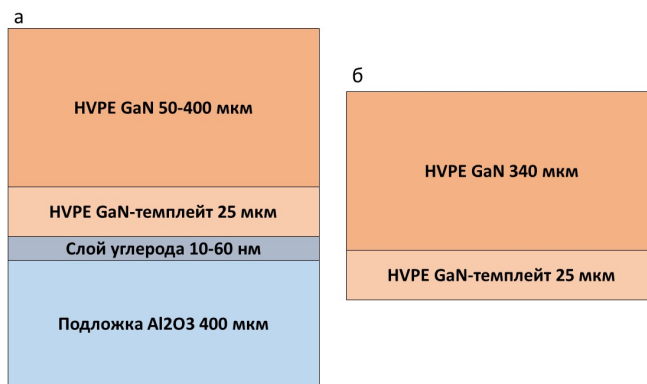 а
HVPE GaN 50-400 мкм
HVPE GaN-темплейт 25 мкм
Слой углерода 10-60 нм
Подложка Al2O3 400 мкм
б
HVPE GaN 340 мкм
HVPE GaN-темплейт 25 мкм